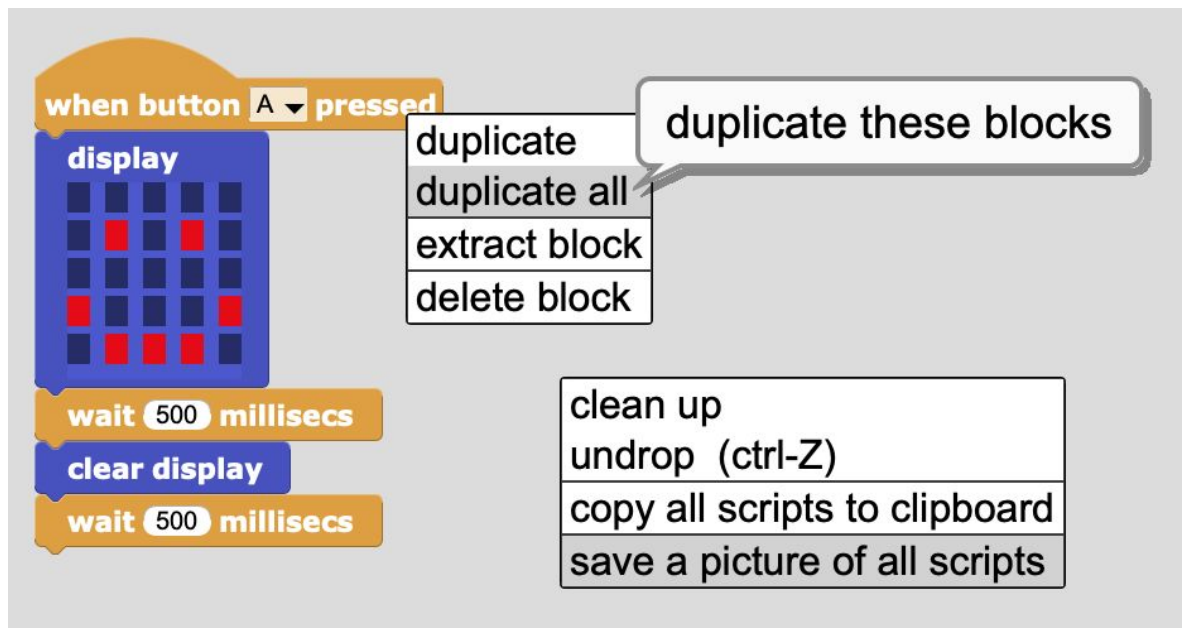 when button A pressed
display
wait 500 millisecs
clear display
wait 500 millisecs
duplicate
duplicate all
extract block
delete block
duplicate these blocks
clean up
undrop (ctrl-Z)
copy all scripts to clipboard
save a picture of all scripts